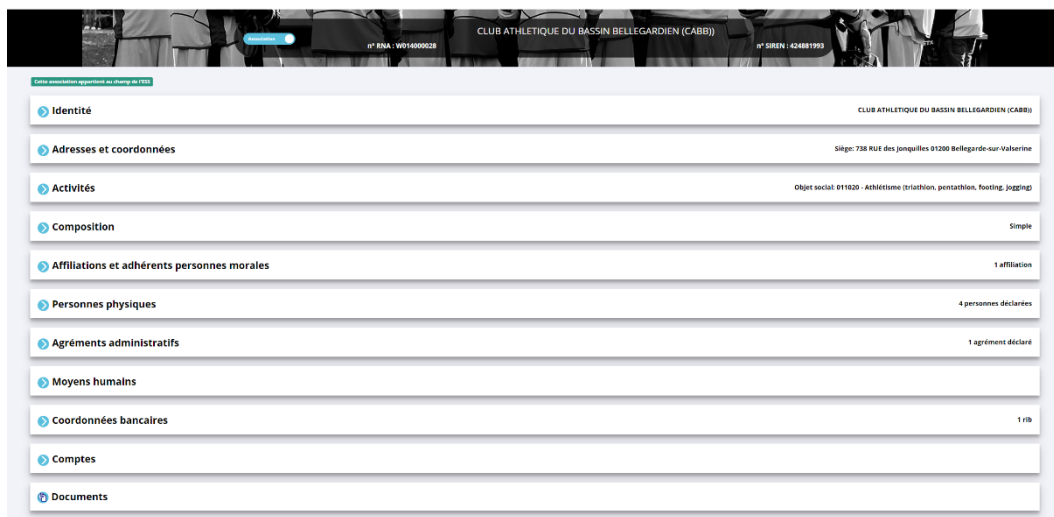 CLUB ATHLETIQUE DU BASSIN BELLEGARDIEN (CABB))
Association
n° RNA : W014000028
n° SIREN : 424881993
Cette association appartient au champ de l'ESS
Identité
CLUB ATHLETIQUE DU BASSIN BELLEGARDIEN (CABB))
Adresses et coordonnées
Siège: 738 RUE des Jonquilles 01200 Bellegarde-sur-Valserine
Activités
Objet social: 011020 - Athlétisme (triathlon, pentathlon, footing, jogging)
Composition
Simple
Affiliations et adhérents personnes morales
1 affiliation
Personnes physiques
4 personnes déclarées
Agréments administratifs
1 agrément déclaré
Moyens humains
Coordonnées bancaires
1 rib
Comptes
Documents